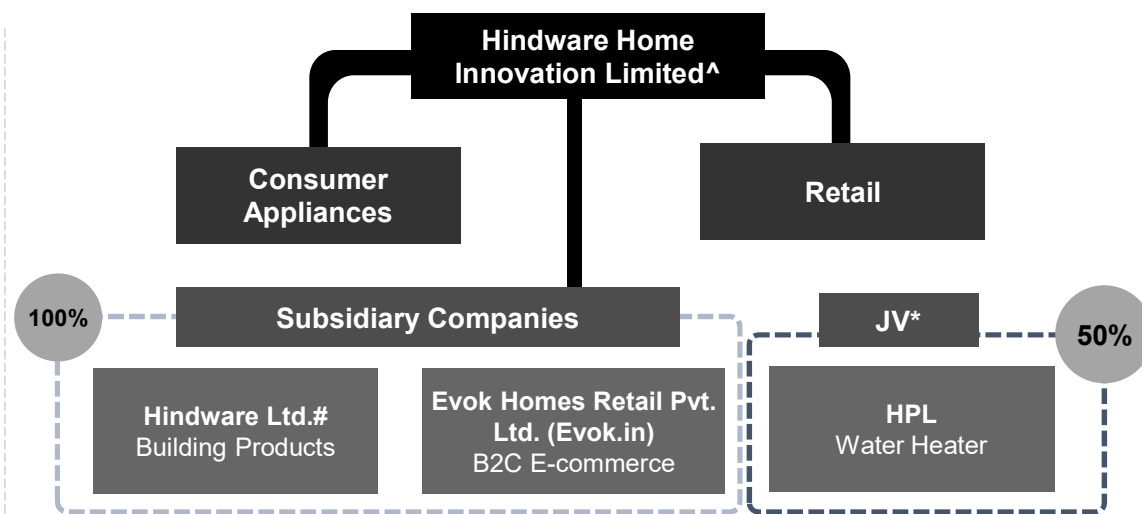 Hindware Home
Innovation Limited^
Consumer
Appliances
Retail
100%
Subsidiary Companies
JV*
50%
Hindware Ltd.#
Building Products
Evok Homes Retail Pvt.
Ltd. (Evok.in)
B2C E-commerce
HPL
Water Heater